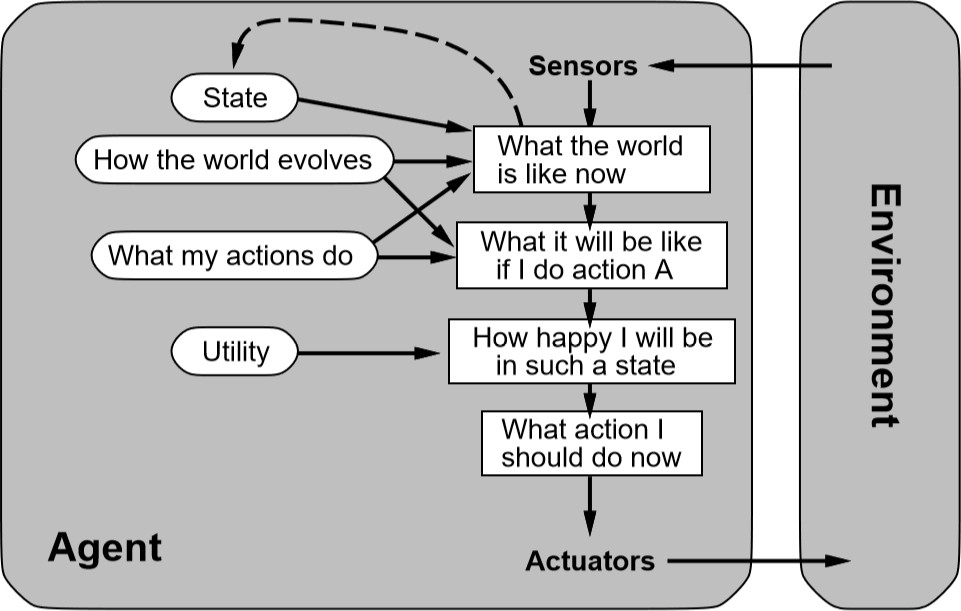 Sensors
State
What the world
is like now
How the world evolves
What it will be like
if I do action A
What my actions do
How happy I will be
in such a state
Utility
What action I
should do now
Agent
Actuators
Environment